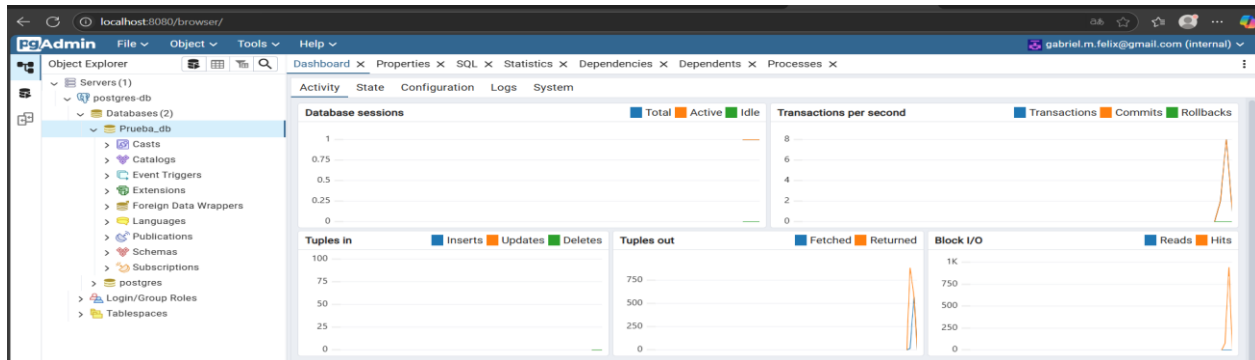 localhost:8080/browser/
pgAdmin File Object Tools Help gabriel.m.felix@gmail.com (internal)
Object Explorer
Dashboard Properties SQL Statistics Dependencies Dependents Processes
Servers (1)
postgres-db
Databases (2)
Prueba_db
Casts
Catalogs
Event Triggers
Extensions
Foreign Data Wrappers
Languages
Publications
Schemas
Subscriptions
postgres
Login/Group Roles
Tablespaces
Activity State Configuration Logs System
Database sessions Total Active Idle
1
0.75
0.5
0.25
0
Transactions per second Transactions Commits Rollbacks
8
6
4
2
0
Tuples in Inserts Updates Deletes
100
75
50
25
0
Tuples out Fetched Returned
750
500
250
0
Block I/O Reads Hits
1K
750
500
250
0